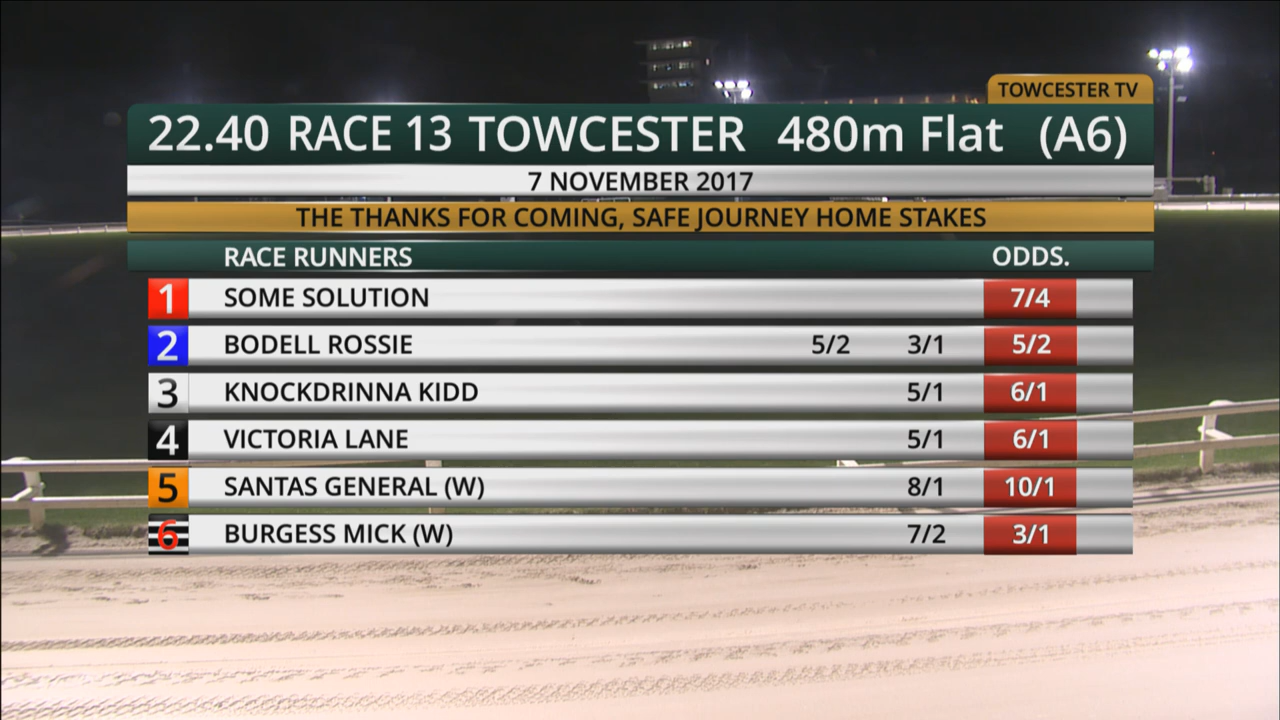 TOWCESTER TV
22.40 RACE 13 TOWCESTER 480m Flat (A6)
7 NOVEMBER 2017
THE THANKS FOR COMING, SAFE JOURNEY HOME STAKES
RACE RUNNERS ODDS.
1 SOME SOLUTION 7/4
2 BODELL ROSSIE 5/2 3/1 5/2
3 KNOCKDRINNA KIDD 5/1 6/1
4 VICTORIA LANE 5/1 6/1
5 SANTAS GENERAL (W) 8/1 10/1
6 BURGESS MICK (W) 7/2 3/1